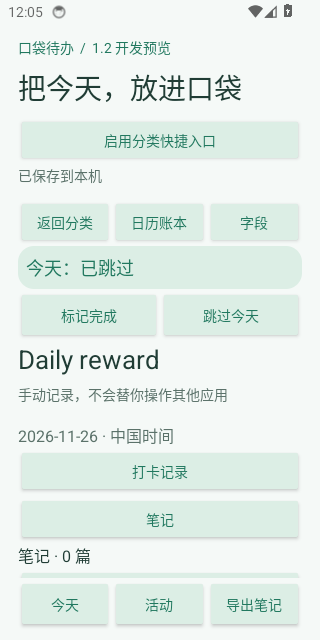 12:05
口袋待办 / 1.2 开发预览
把今天，放进口袋
启用分类快捷入口
已保存到本机
返回分类 日历账本 字段
今天：已跳过
标记完成 跳过今天
Daily reward
手动记录，不会替你操作其他应用
2026-11-26 · 中国时间
打卡记录
笔记
笔记 · 0 篇
今天 活动 导出笔记